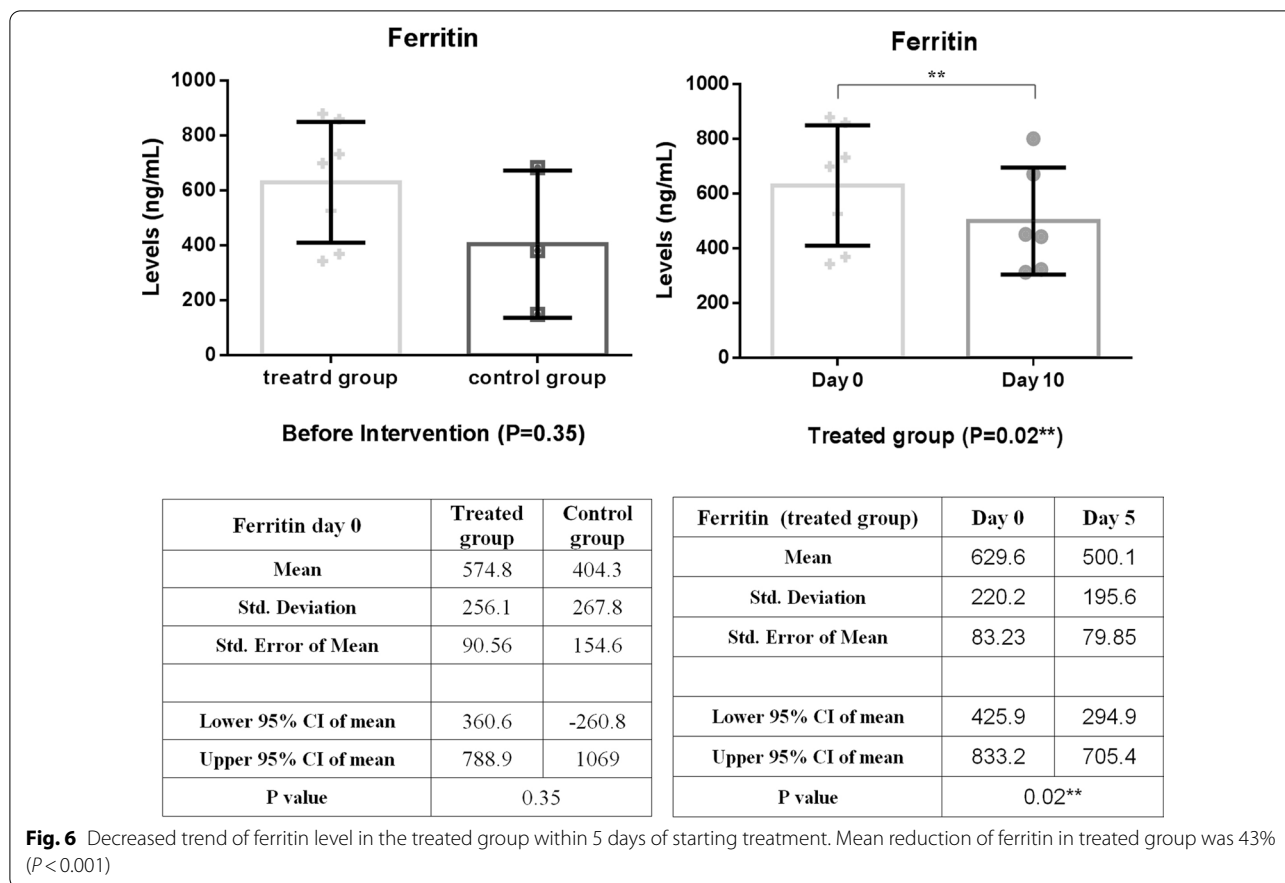 Ferritin
1000
800
600
400
200
0
Levels (ng/mL)
treatrd group control group
Before Intervention (P=0.35)
Ferritin
**
1000
800
600
400
200
0
Levels (ng/mL)
Day 0 Day 10
Treated group (P=0.02**)
Ferritin day 0 Treated group Control group
Mean 574.8 404.3
Std. Deviation 256.1 267.8
Std. Error of Mean 90.56 154.6
Lower 95% CI of mean 360.6 -260.8
Upper 95% CI of mean 788.9 1069
P value 0.35
Ferritin (treated group) Day 0 Day 5
Mean 629.6 500.1
Std. Deviation 220.2 195.6
Std. Error of Mean 83.23 79.85
Lower 95% CI of mean 425.9 294.9
Upper 95% CI of mean 833.2 705.4
P value 0.02**
Fig. 6 Decreased trend of ferritin level in the treated group within 5 days of starting treatment. Mean reduction of ferritin in treated group was 43%
(P < 0.001)